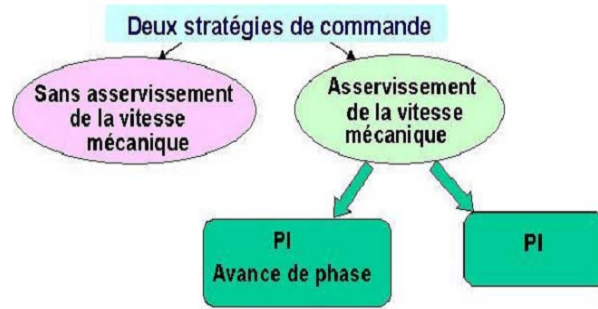 Deux stratégies de commande
Sans asservissement
de la vitesse
mécanique
Asservissement
de la vitesse
mécanique
PI
Avance de phase
PI